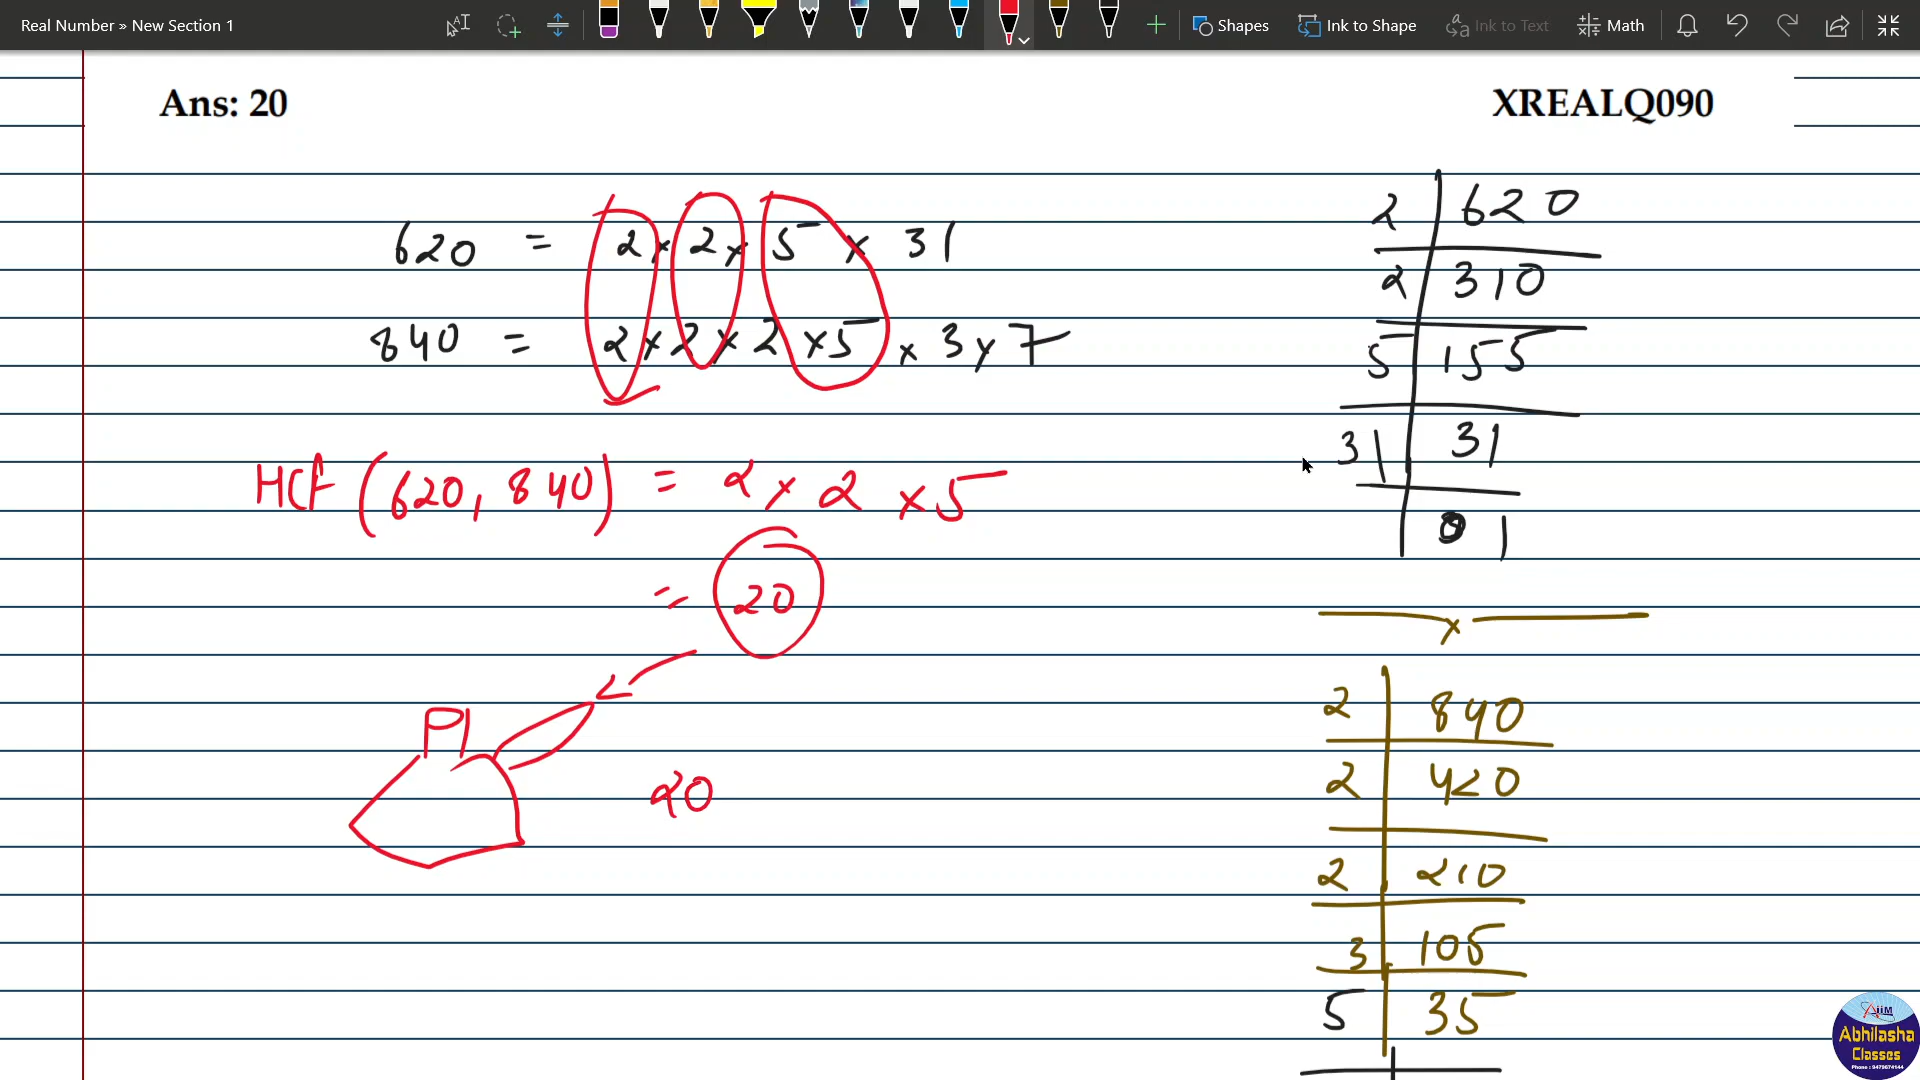 Real Number » New Section 1
Shapes
Ink to Shape
Ink to Text
Math
Ans: 20
XREALQ090
620 = 2 x 2 x 5 x 31
840 = 2 x 2 x 2 x 5 x 3 x 7
HCF (620, 840) = 2 x 2 x 5
= 20
20
2 | 620
2 | 310
5 | 155
31 | 31
1
x
2 | 840
2 | 420
2 | 210
3 | 105
5 | 35
AIIM
Abhilasha
Classes
Phone : 9479674144